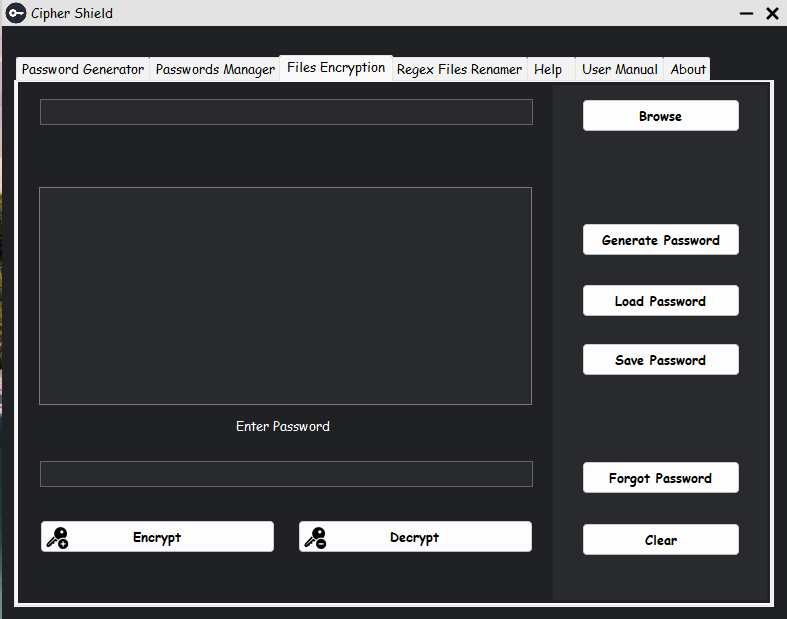 Cipher Shield
Password Generator Passwords Manager Files Encryption Regex Files Renamer Help User Manual About
Browse
Generate Password
Load Password
Save Password
Enter Password
Forgot Password
Encrypt Decrypt Clear